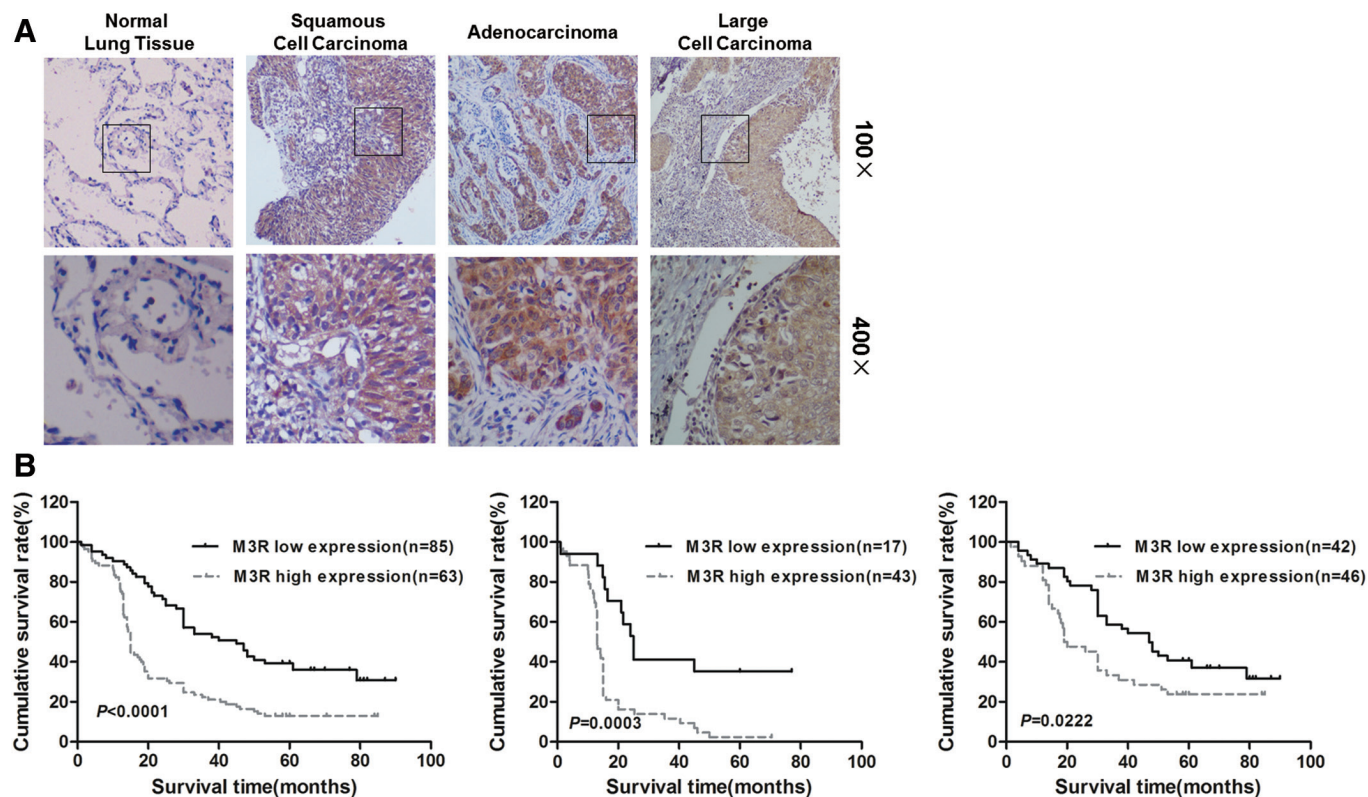 A
Normal
Lung Tissue
Squamous
Cell Carcinoma
Adenocarcinoma
Large
Cell Carcinoma
100×
400×
B
Cumulative survival rate(%)
120
100
80
60
40
20
0
M3R low expression(n=85)
M3R high expression(n=63)
P<0.0001
0 20 40 60 80 100
Survival time(months)
Cumulative survival rate(%)
120
100
80
60
40
20
0
M3R low expression(n=17)
M3R high expression(n=43)
P=0.0003
0 20 40 60 80 100
Survival time(months)
Cumulative survival rate(%)
120
100
80
60
40
20
0
M3R low expression(n=42)
M3R high expression(n=46)
P=0.0222
0 20 40 60 80 100
Survival time(months)